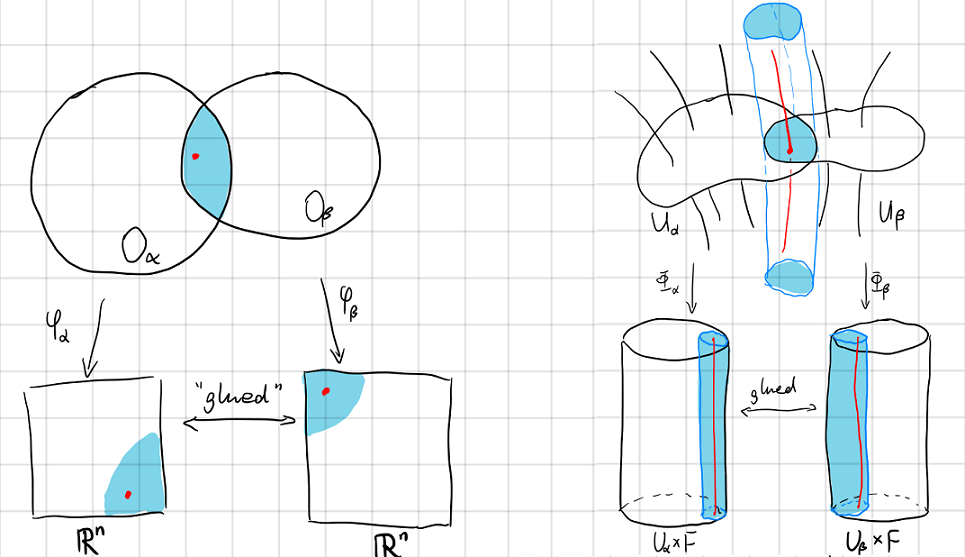 O_α
O_β
φ_α
φ_β
"glued"
ℝⁿ
ℝⁿ
U_α
U_β
Φ_α
Φ_β
glued
U_α × F
U_β × F